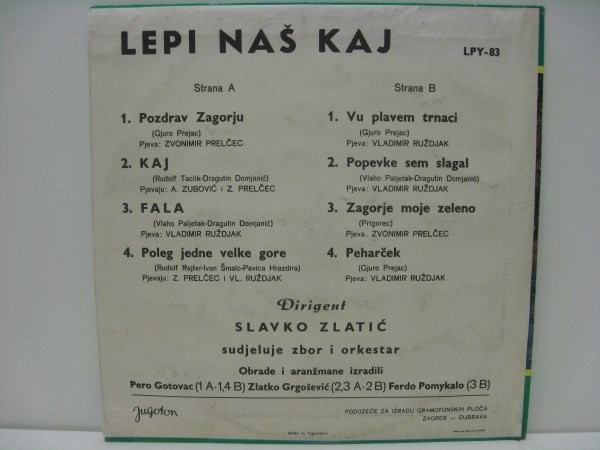 LEPI NAŠ KAJ
LPY-83
Strana A
1. Pozdrav Zagorju
(Gjuro Prejac)
Pjeva: ZVONIMIR PRELČEC
2. KAJ
(Rudolf Taclik-Dragutin Domjanić)
Pjevaju: A. ZUBOVIĆ i Z. PRELČEC
3. FALA
(Vlaho Paljetak-Dragutin Domjanić)
Pjeva: VLADIMIR RUŽDJAK
4. Poleg jedne velke gore
(Rudolf Rajter-Ivan Šmalc-Pavica Hrazdira)
Pjevaju: Z. PRELČEC i VL. RUŽDJAK
Strana B
1. Vu plavem trnaci
(Gjuro Prejac)
Pjeva: VLADIMIR RUŽDJAK
2. Popevke sem slagal
(Vlaho Paljetak-Dragutin Domjanić)
Pjeva: VLADIMIR RUŽDJAK
3. Zagorje moje zeleno
(Prigorec)
Pjeva. ZVONIMIR PRELČEC
4. Peharček
(Gjuro Prejac)
Pjeva: VLADIMIR RUŽDJAK
Dirigent
SLAVKO ZLATIĆ
sudjeluje zbor i orkestar
Obrade i aranžmane izradili
Pero Gotovac (1 A-1,4 B) Zlatko Grgošević (2,3 A-2 B) Ferdo Pomykalo (3 B)
Jugoton
PODUZEĆE ZA IZRADU GRAMOFONSKIH PLOČA
ZAGREB — DUBRAVA
Made in Yugoslavia